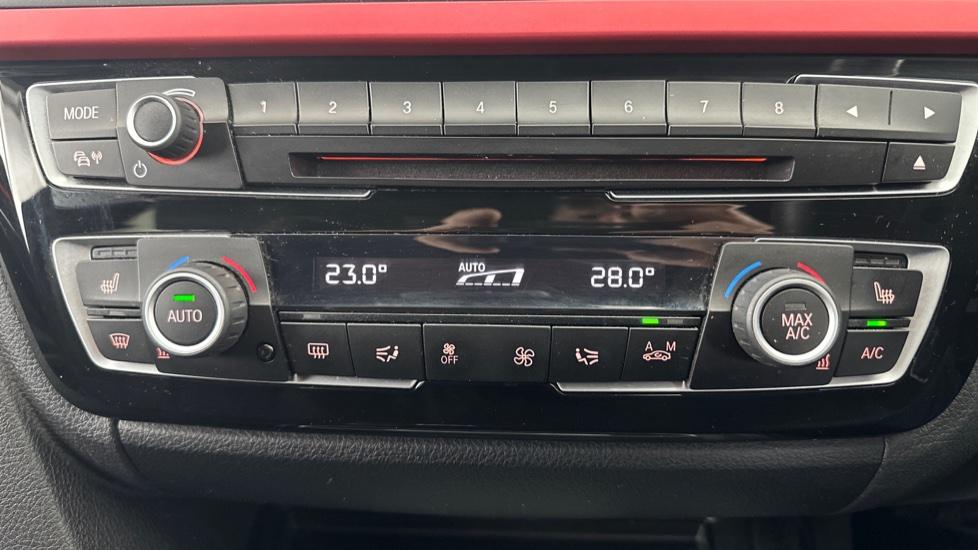 MODE 1 2 3 4 5 6 7 8
AUTO
23.0° 28.0°
AUTO
MAX
A/C
OFF
A M
A/C